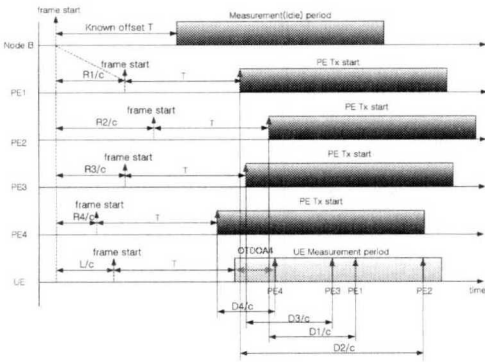 frame start
Measurement(Idle) period
Known offset T
Node B
frame start
PE Tx start
R1/c
T
PE1
frame start
PE Tx start
R2/c
T
PE2
frame start
PE Tx start
R3/c
T
PE3
frame start
PE Tx start
R4/c
T
PE4
frame start
OTDOA4
UE Measurement period
L/c
T
UE
PE4
PE3
PE1
PE2
time
D4/c
D3/c
D1/c
D2/c